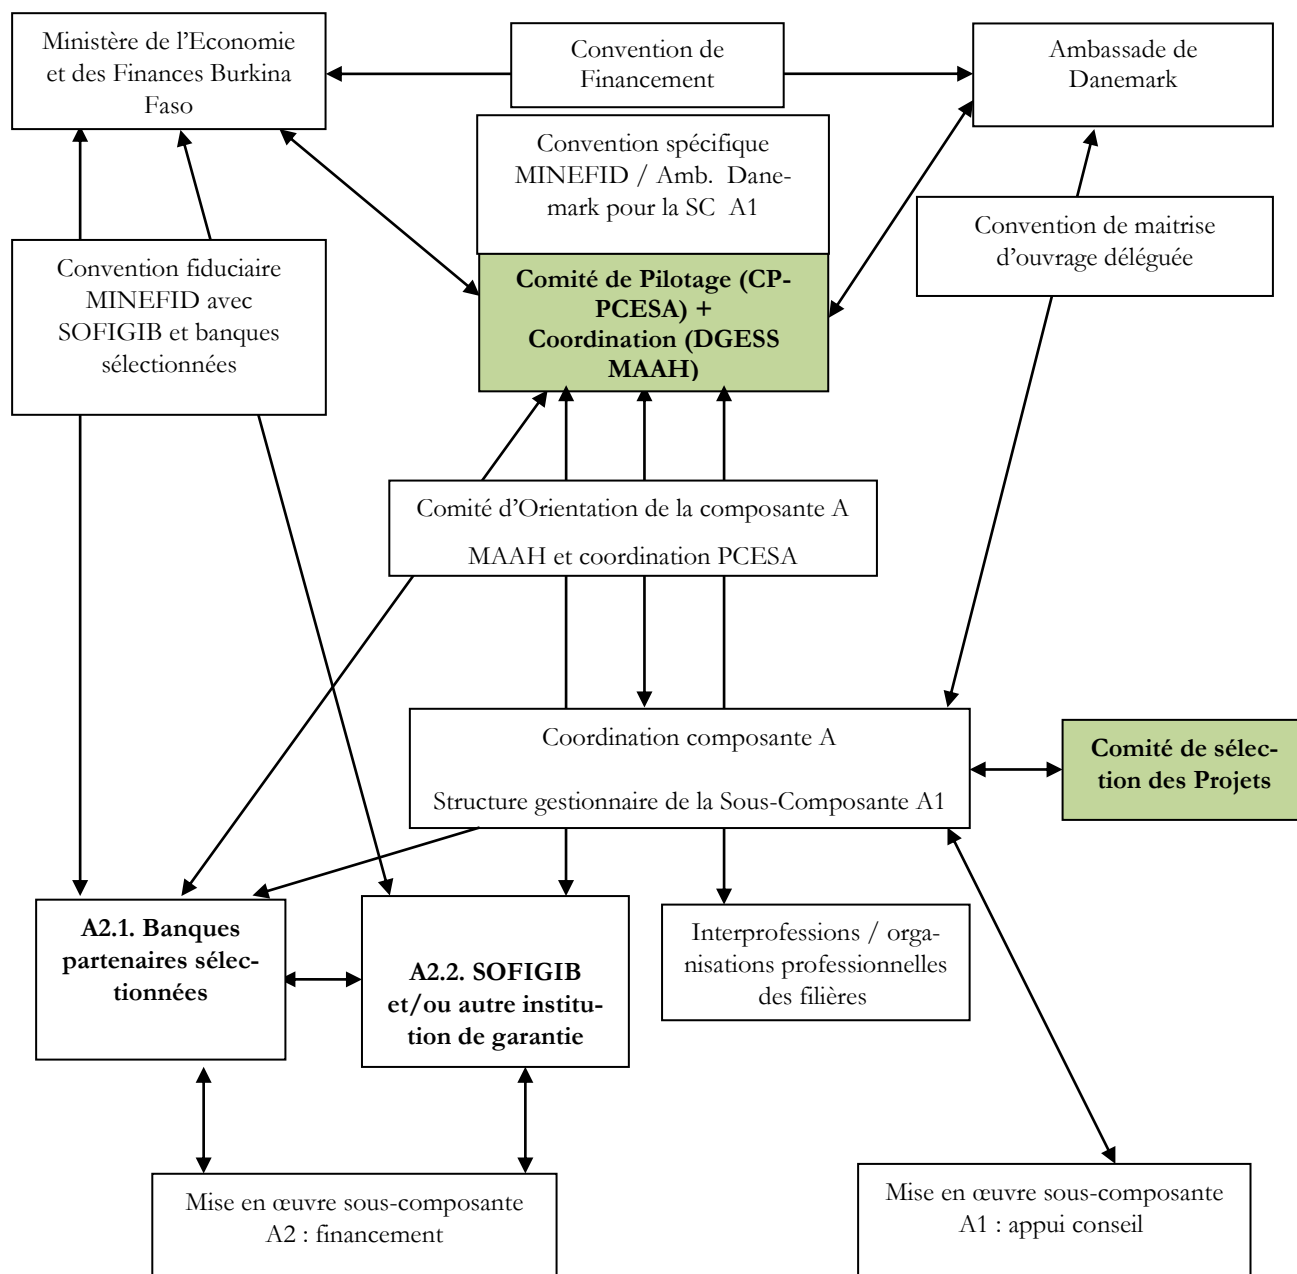 Ministère de l’Economie
et des Finances Burkina
Faso
Convention de
Financement
Ambassade de
Danemark
Convention spécifique
MINEFID / Amb. Dane-
mark pour la SC A1
Convention de maitrise
d’ouvrage déléguée
Convention fiduciaire
MINEFID avec
SOFIGIB et banques
sélectionnées
Comité de Pilotage (CP-
PCESA) +
Coordination (DGESS
MAAH)
Comité d’Orientation de la composante A
MAAH et coordination PCESA
Coordination composante A
Structure gestionnaire de la Sous-Composante A1
Comité de sélec-
tion des Projets
A2.1. Banques
partenaires sélec-
tionnées
A2.2. SOFIGIB
et/ou autre institu-
tion de garantie
Interprofessions / orga-
nisations professionnelles
des filières
Mise en œuvre sous-composante
A2 : financement
Mise en œuvre sous-composante
A1 : appui conseil